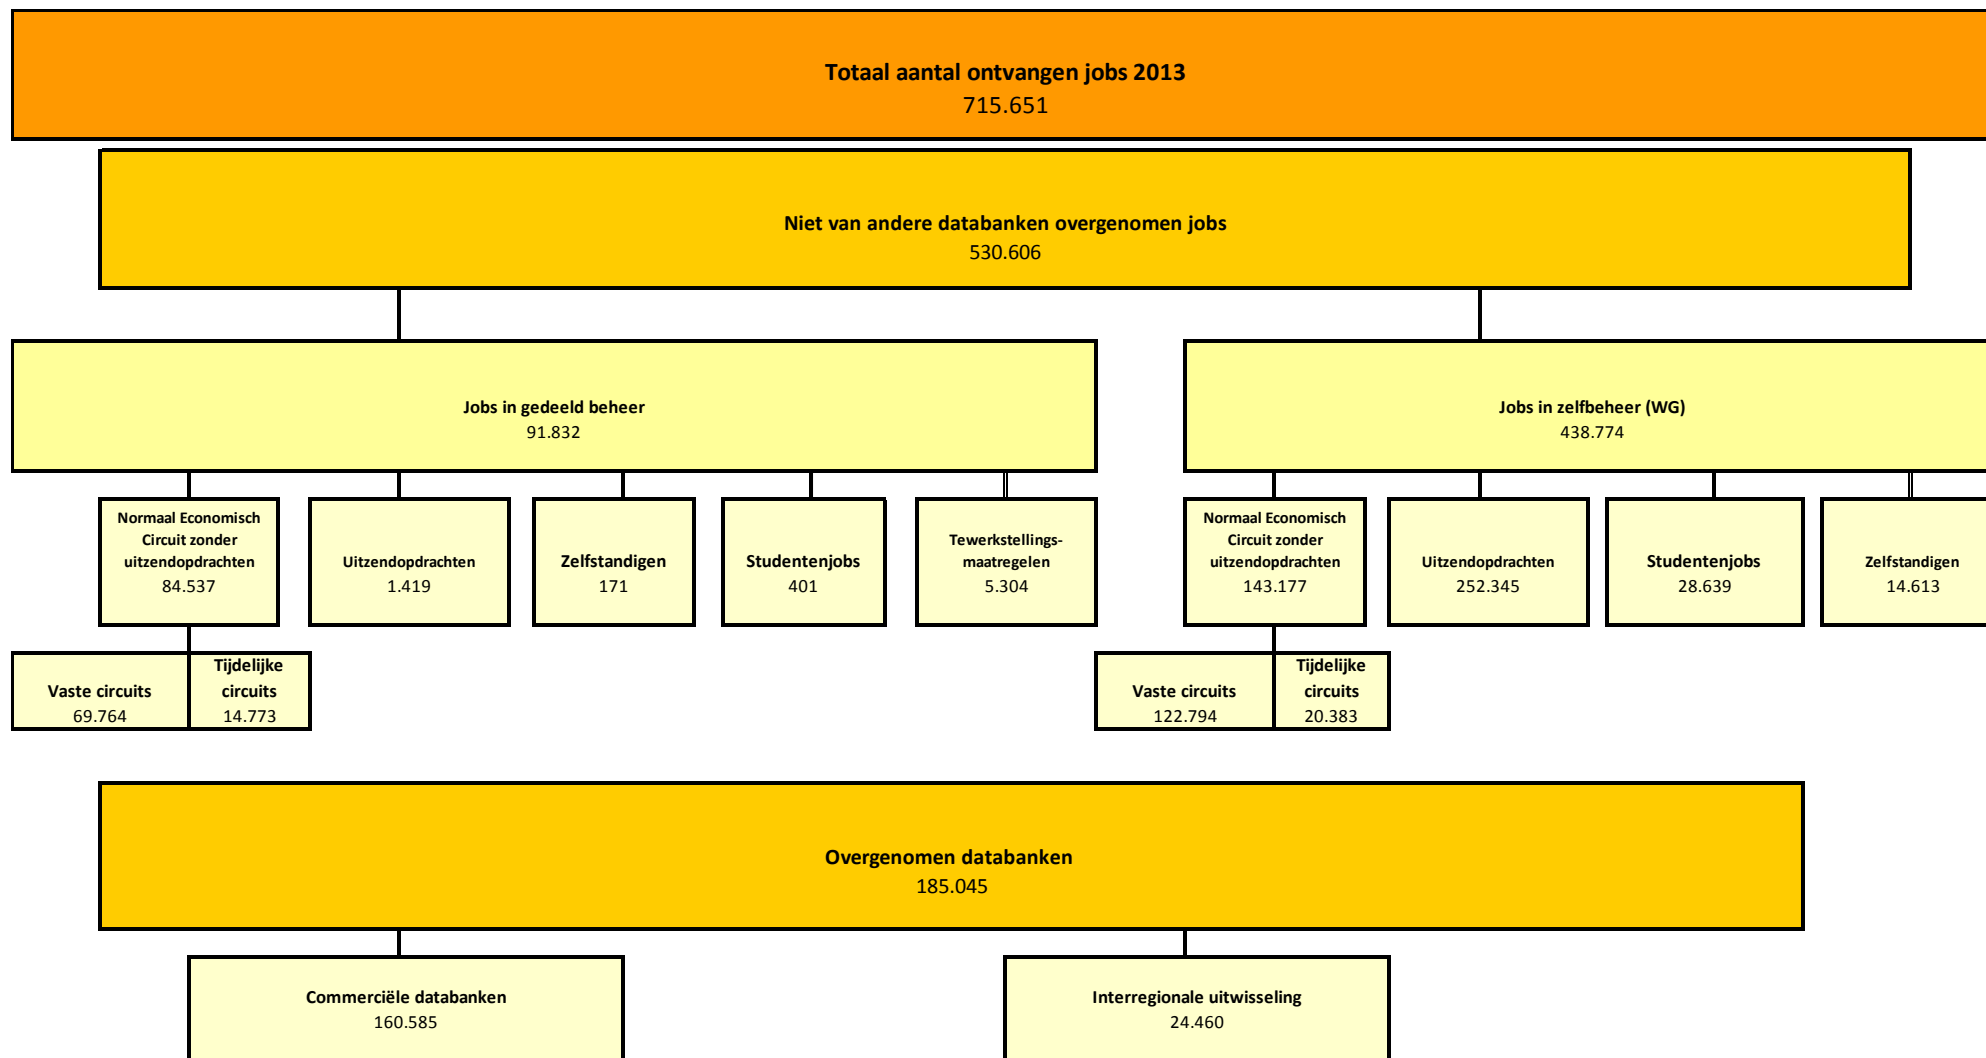 Totaal aantal ontvangen jobs 2013
715.651
Niet van andere databanken overgenomen jobs
530.606
Jobs in gedeeld beheer
91.832
Jobs in zelfbeheer (WG)
438.774
Normaal Economisch
Circuit zonder
uitzendopdrachten
84.537
Uitzendopdrachten
1.419
Zelfstandigen
171
Studentenjobs
401
Tewerkstellings-
maatregelen
5.304
Normaal Economisch
Circuit zonder
uitzendopdrachten
143.177
Uitzendopdrachten
252.345
Studentenjobs
28.639
Zelfstandigen
14.613
Vaste circuits
69.764
Tijdelijke
circuits
14.773
Vaste circuits
122.794
Tijdelijke
circuits
20.383
Overgenomen databanken
185.045
Commerciële databanken
160.585
Interregionale uitwisseling
24.460